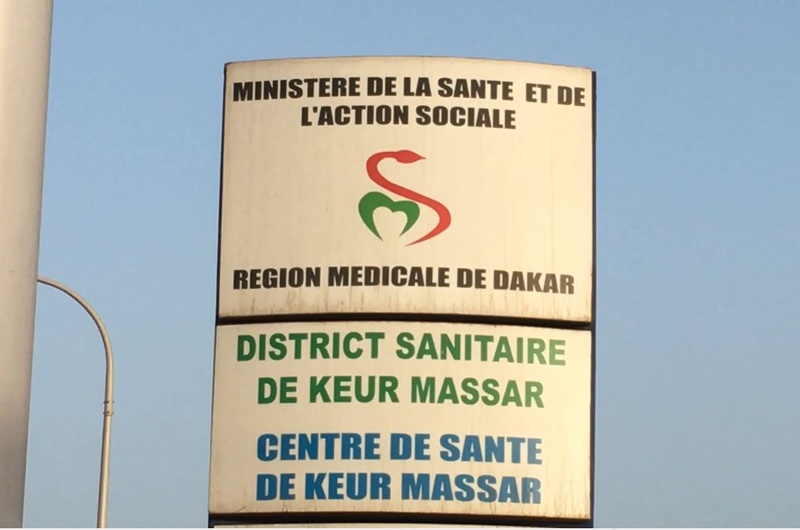 MINISTERE DE LA SANTE ET DE
L'ACTION SOCIALE
REGION MEDICALE DE DAKAR
DISTRICT SANITAIRE
DE KEUR MASSAR
CENTRE DE SANTE
DE KEUR MASSAR